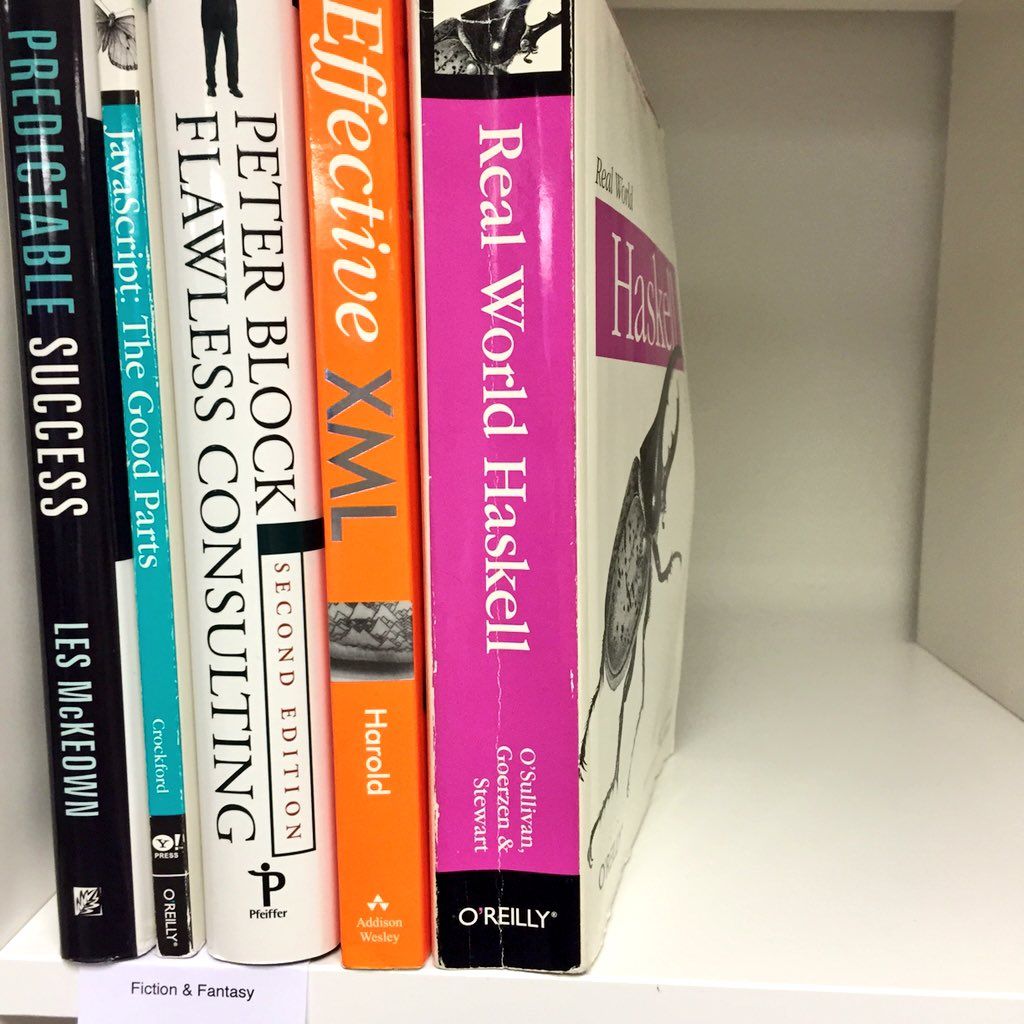 PREDICTABLE SUCCESS
LES McKEOWN
JavaScript: The Good Parts
Crockford
Y!
PRESS
O'REILLY®
PETER BLOCK
FLAWLESS CONSULTING
SECOND EDITION
Pfeiffer
Effective XML
Harold
Addison
Wesley
Real World Haskell
O'Sullivan,
Goerzen &
Stewart
O'REILLY®
Real World
Haskell
Fiction & Fantasy